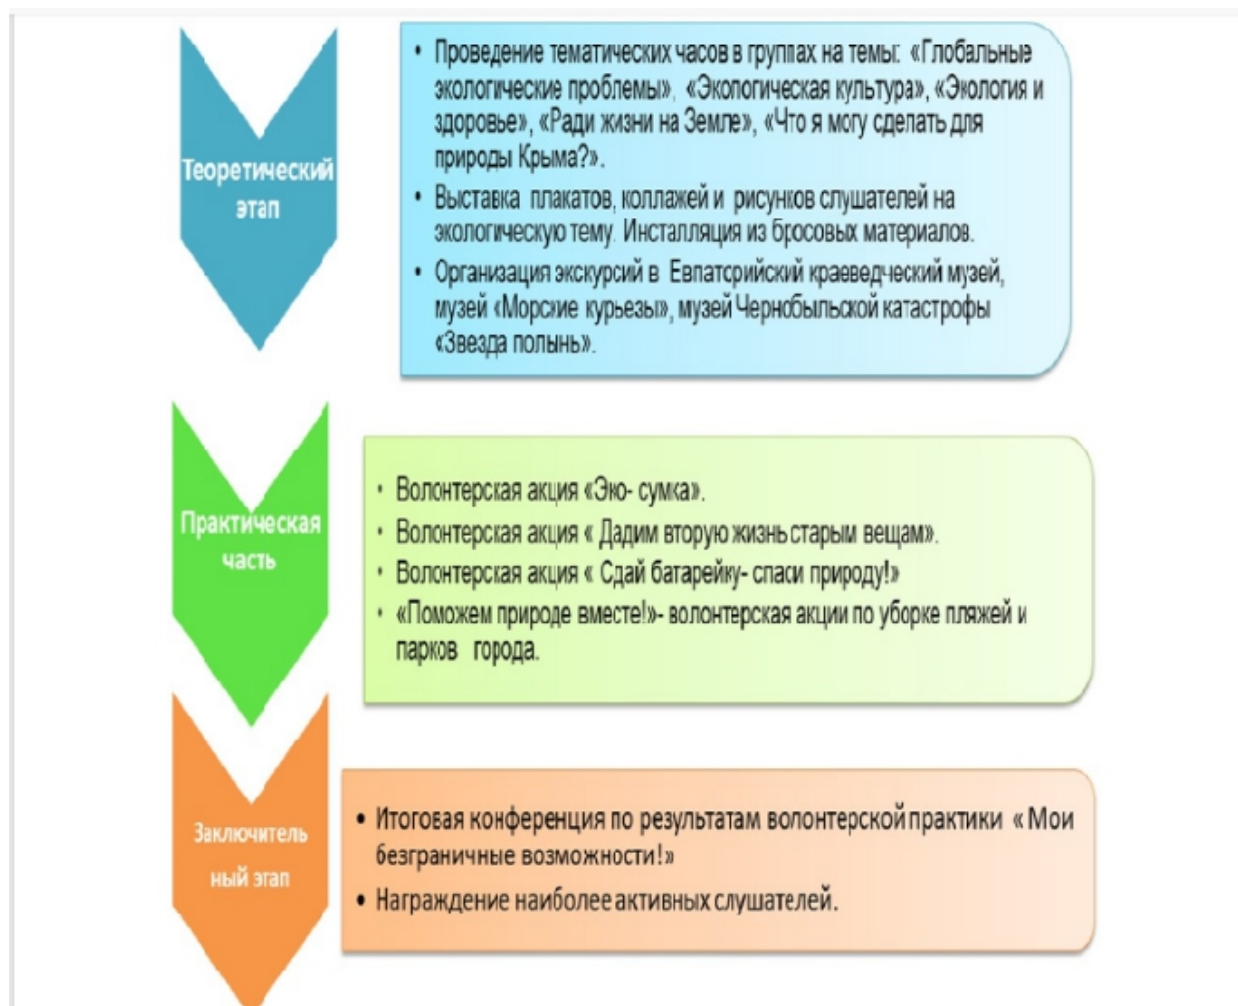 Теоретический
этап
• Проведение тематических часов в группах на темы: «Глобальные
экологические проблемы», «Экологическая культура», «Экология и
здоровье», «Ради жизни на Земле», «Что я могу сделать для
природы Крыма?».
• Выставка плакатов, коллажей и рисунков слушателей на
экологическую тему. Инсталляция из бросовых материалов.
• Организация экскурсий в Евпаторийский краеведческий музей,
музей «Морские курьезы», музей Чернобыльской катастрофы
«Звезда полынь».
Практическая
часть
• Волонтерская акция «Эко- сумка».
• Волонтерская акция « Дадим вторую жизнь старым вещам».
• Волонтерская акция « Сдай батарейку- спаси природу!»
• «Поможем природе вместе!»- волонтерская акции по уборке пляжей и
парков города.
Заключитель
ный этап
• Итоговая конференция по результатам волонтерской практики « Мои
безграничные возможности!»
• Награждение наиболее активных слушателей.